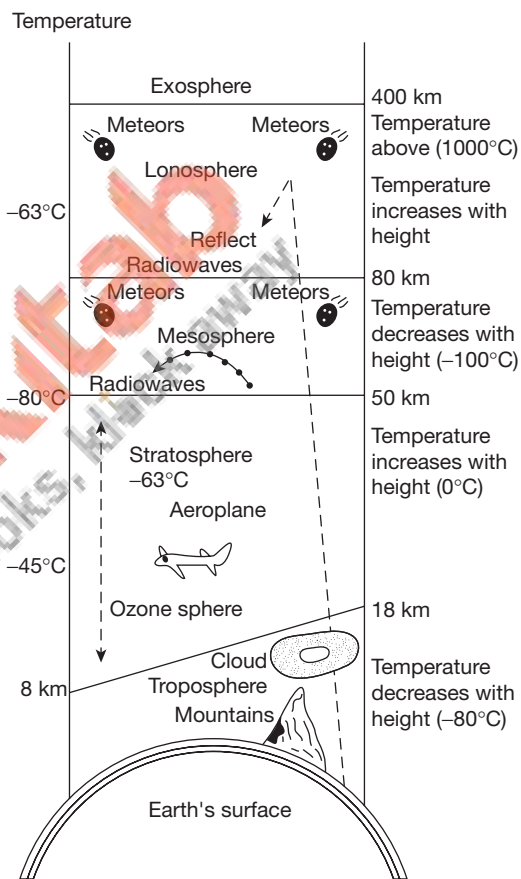 Temperature
Exosphere
400 km
Meteors
Meteors
Temperature
above (1000°C)
Lonosphere
Temperature
increases with
height
–63°C
Reflect
Radiowaves
80 km
Meteors
Meteors
Temperature
decreases with
height (–100°C)
Mesosphere
Radiowaves
–80°C
50 km
Temperature
increases with
height (0°C)
Stratosphere
–63°C
Aeroplane
–45°C
Ozone sphere
18 km
Cloud
Troposphere
Temperature
decreases with
height (–80°C)
8 km
Mountains
Earth's surface